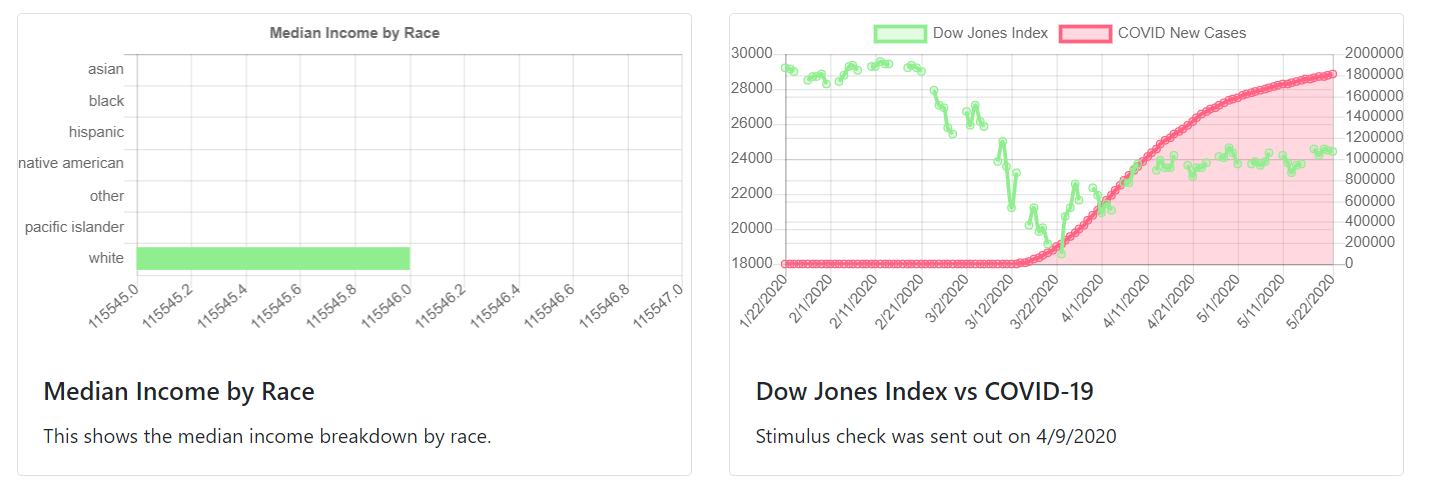 Median Income by Race
asian
black
hispanic
native american
other
pacific islander
white
115545.0 115545.2 115545.4 115545.6 115545.8 115546.0 115546.2 115546.4 115546.6 115546.8 115547.0
Median Income by Race
This shows the median income breakdown by race.
Dow Jones Index COVID New Cases
30000 2000000
1800000
28000 1600000
1400000
26000 1200000
24000 1000000
800000
22000 600000
20000 400000
200000
18000 0
1/22/2020 2/1/2020 2/11/2020 2/21/2020 3/2/2020 3/12/2020 3/22/2020 4/1/2020 4/11/2020 4/21/2020 5/1/2020 5/11/2020 5/22/2020
Dow Jones Index vs COVID-19
Stimulus check was sent out on 4/9/2020